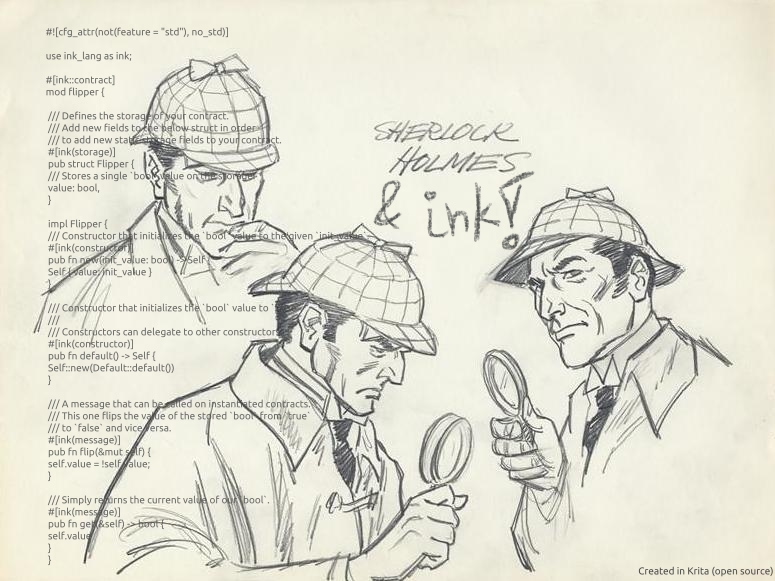 #![cfg_attr(not(feature = "std"), no_std)]
use ink_lang as ink;
#[ink::contract]
mod flipper {
/// Defines the storage of your contract.
/// Add new fields to the below struct in order
/// to add new static storage fields to your contract.
#[ink(storage)]
pub struct Flipper {
/// Stores a single `bool` value on the storage.
value: bool,
}
impl Flipper {
/// Constructor that initializes the `bool` value to the given `init_value`.
#[ink(constructor)]
pub fn new(init_value: bool) -> Self {
Self { value: init_value }
}
/// Constructor that initializes the `bool` value to `
///
/// Constructors can delegate to other constructors.
#[ink(constructor)]
pub fn default() -> Self {
Self::new(Default::default())
}
/// A message that can be called on instantiated contracts.
/// This one flips the value of the stored `bool` from `true`
/// to `false` and vice versa.
#[ink(message)]
pub fn flip(&mut self) {
self.value = !self.value;
}
/// Simply returns the current value of our `bool`.
#[ink(message)]
pub fn get(&self) -> bool {
self.value
}
}
SHERLOCK
HOLMES
& ink!
Created in Krita (open source)